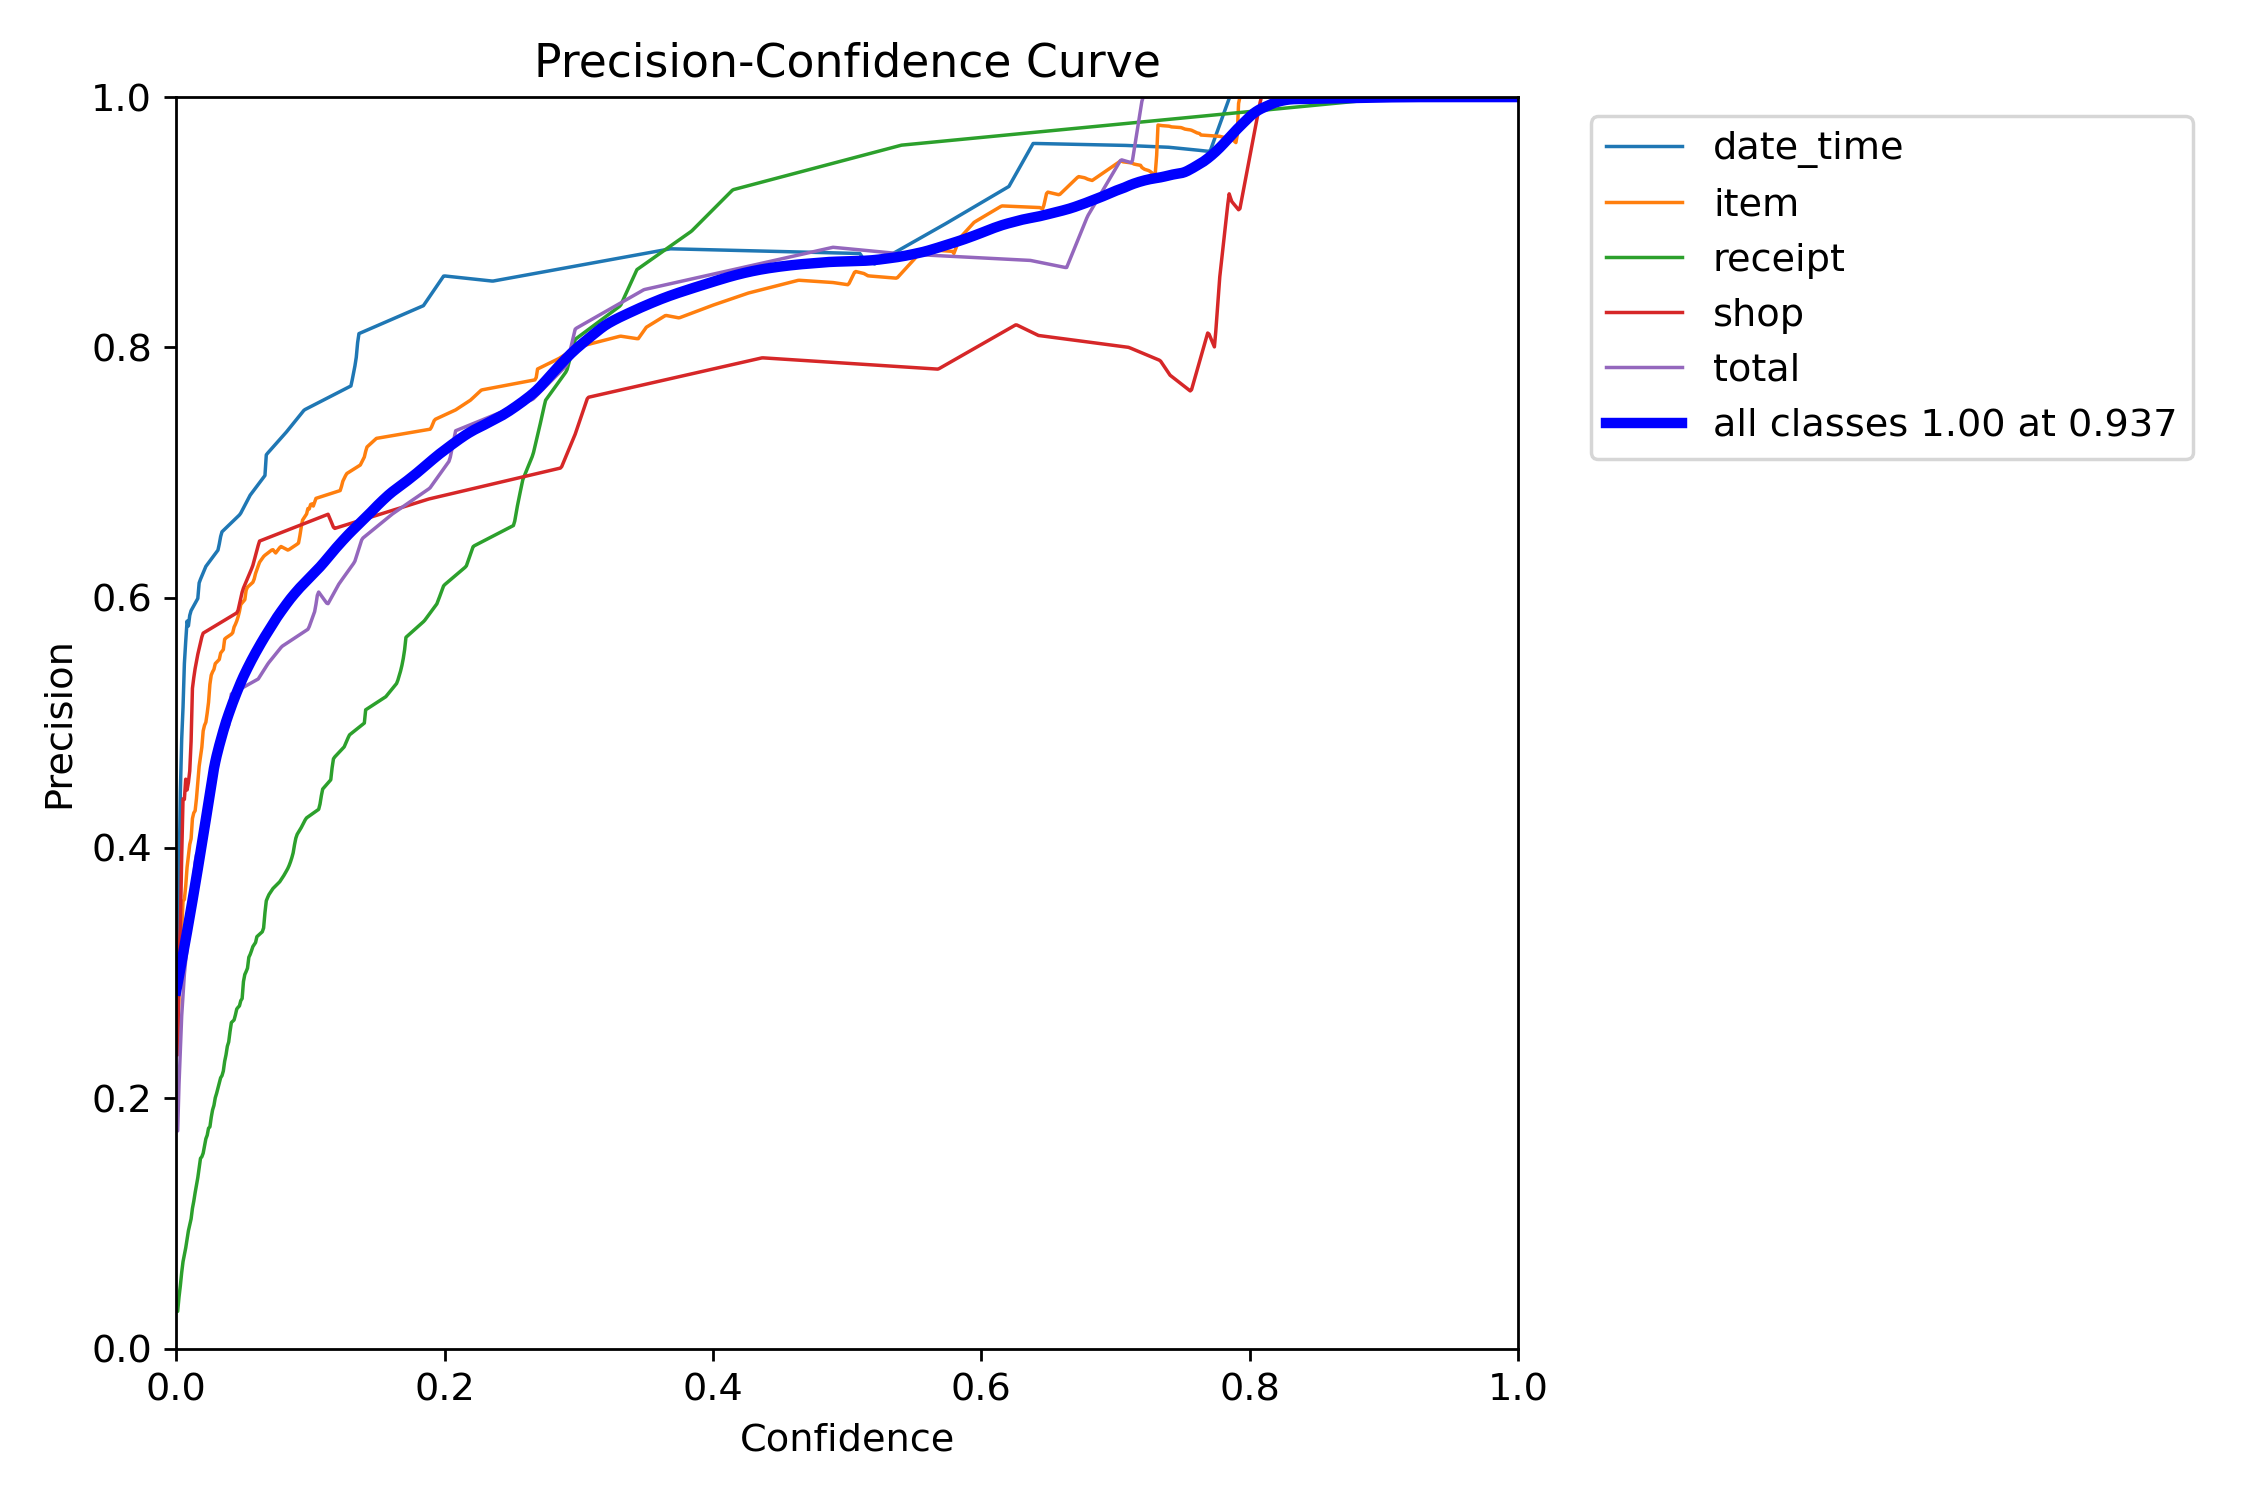 Precision-Confidence Curve
1.0
0.8
0.6
0.4
0.2
0.0
Precision
0.0 0.2 0.4 0.6 0.8 1.0
Confidence
date_time
item
receipt
shop
total
all classes 1.00 at 0.937